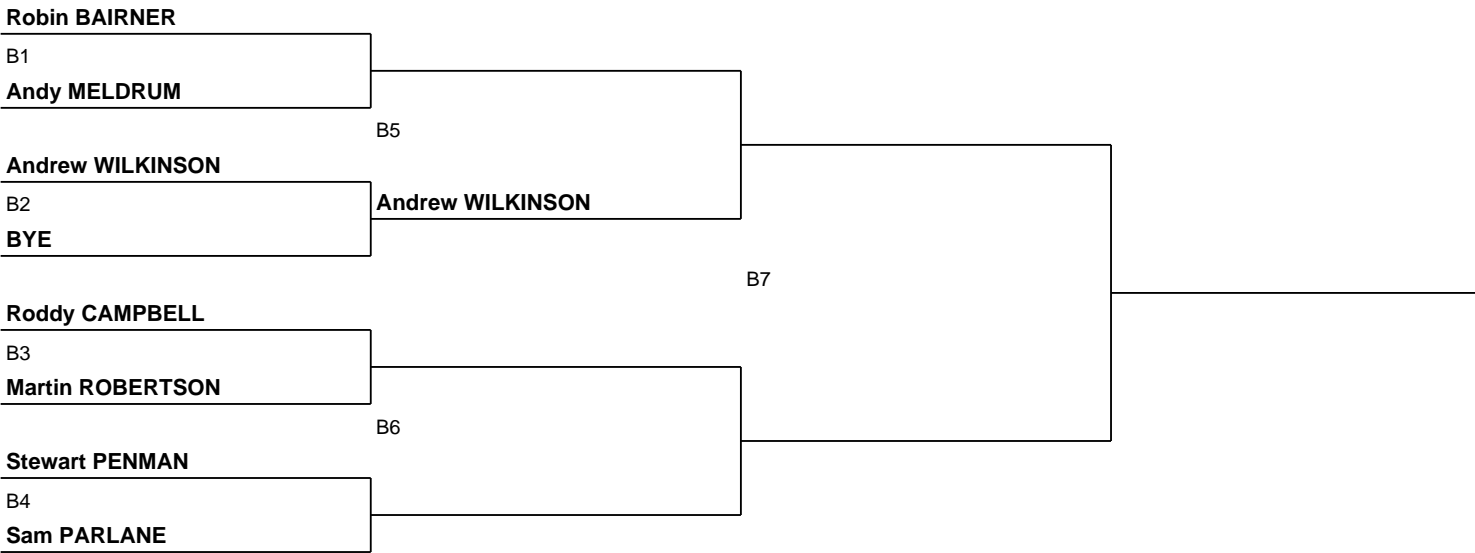 Robin BAIRNER
B1
Andy MELDRUM
B5
Andrew WILKINSON
B2
Andrew WILKINSON
BYE
B7
Roddy CAMPBELL
B3
Martin ROBERTSON
B6
Stewart PENMAN
B4
Sam PARLANE